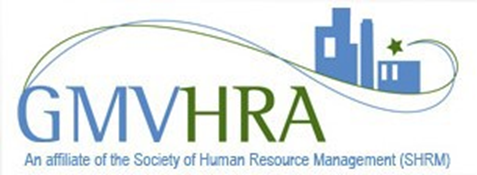 GMVHRA
An affiliate of the Society of Human Resource Management (SHRM)